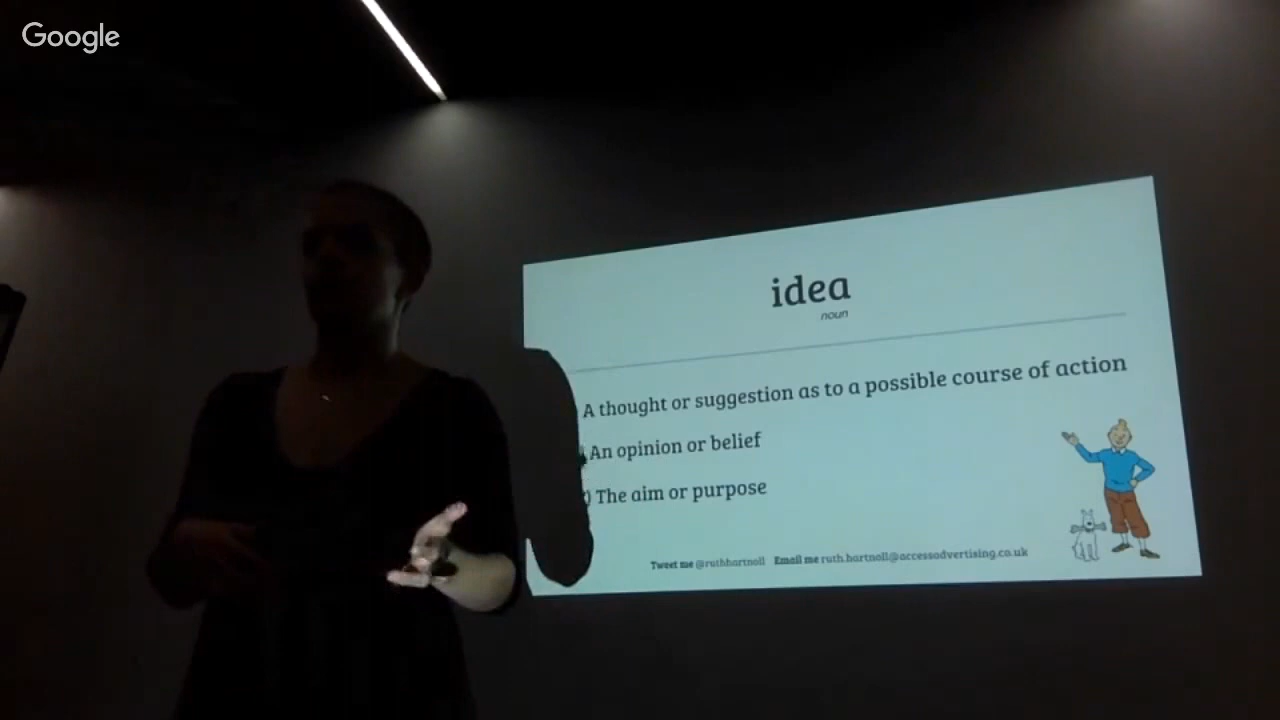 Google
idea
noun
A thought or suggestion as to a possible course of action
An opinion or belief
) The aim or purpose
Tweet me @ruthhartnoll Email me ruth.hartnoll@accessadvertising.co.uk